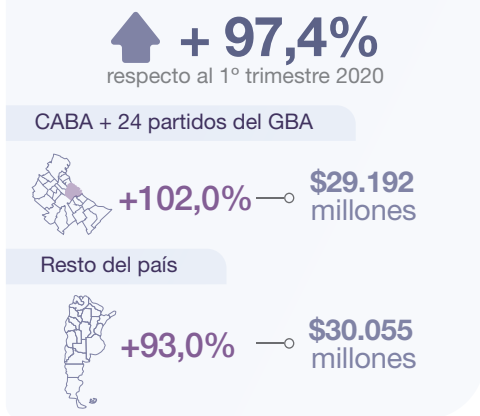 + 97,4%
respecto al 1º trimestre 2020
CABA + 24 partidos del GBA
+102,0%
$29.192
millones
Resto del país
+93,0%
$30.055
millones